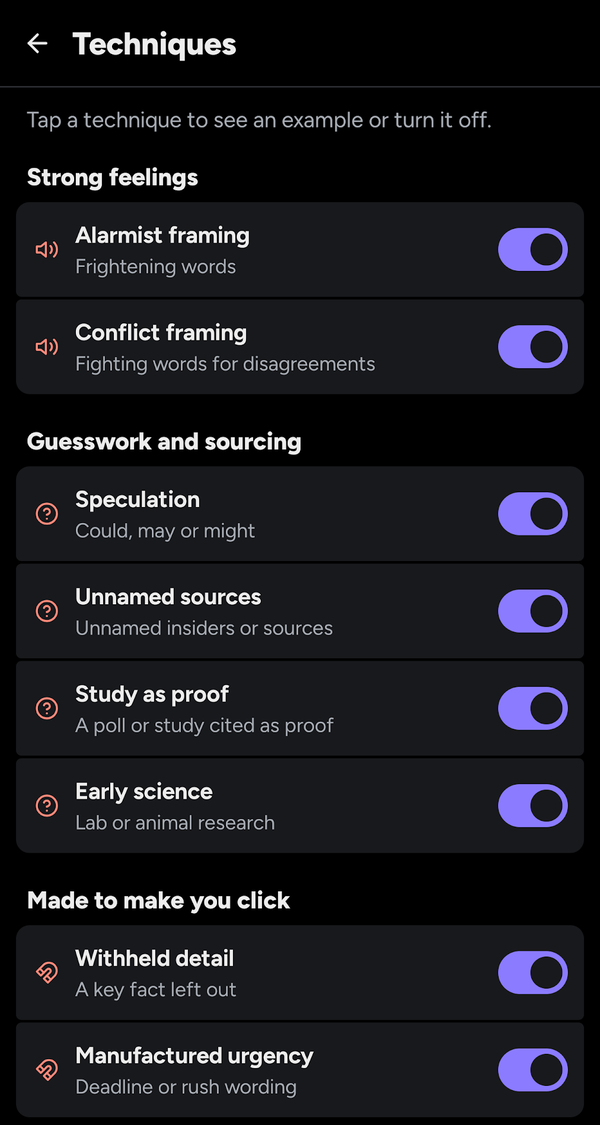 Techniques
Tap a technique to see an example or turn it off.
Strong feelings
Alarmist framing
Frightening words
Conflict framing
Fighting words for disagreements
Guesswork and sourcing
Speculation
Could, may or might
Unnamed sources
Unnamed insiders or sources
Study as proof
A poll or study cited as proof
Early science
Lab or animal research
Made to make you click
Withheld detail
A key fact left out
Manufactured urgency
Deadline or rush wording